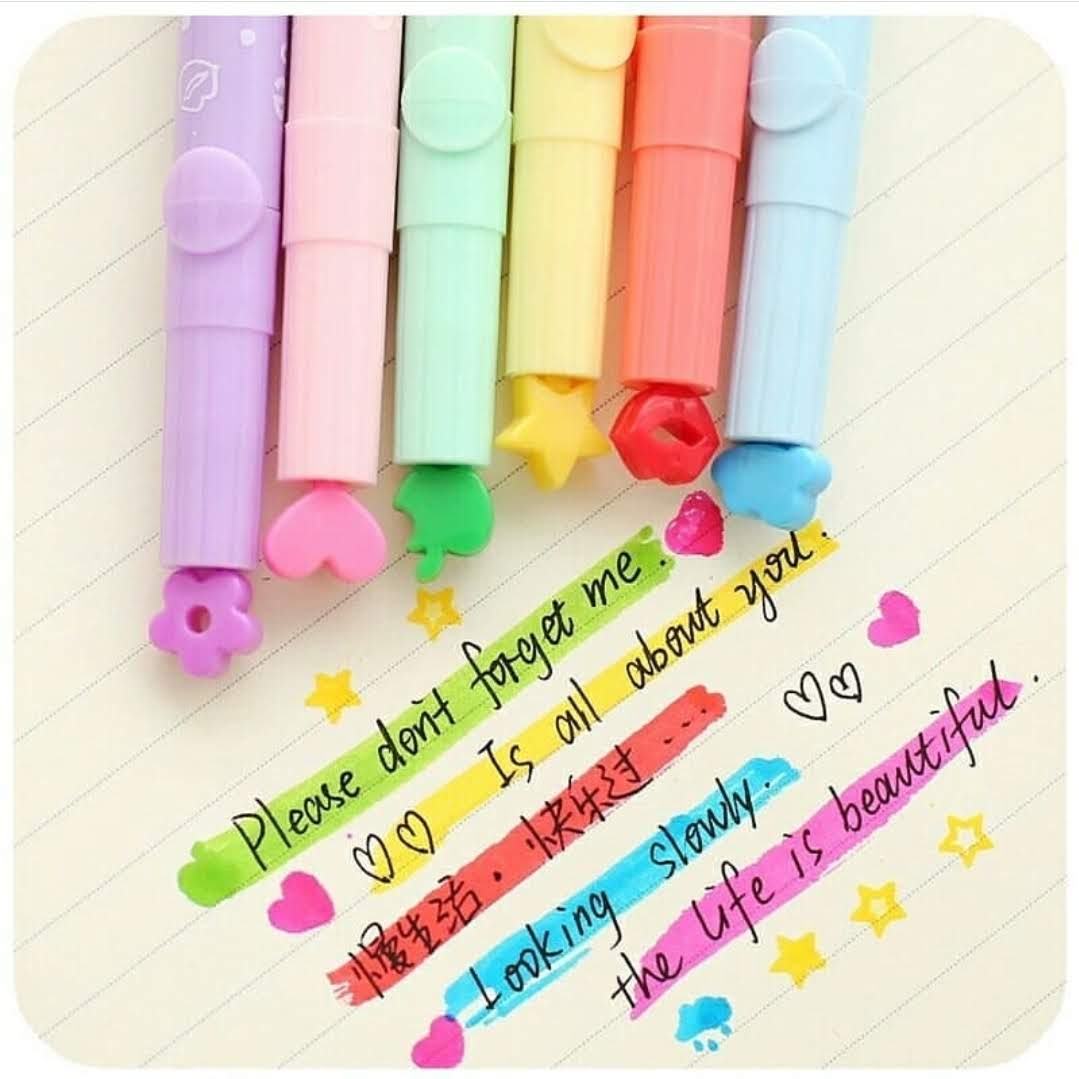 Please don't forget me.
Is all about you.
慢生活.快乐过...
Looking slowly.
the life is beautiful.